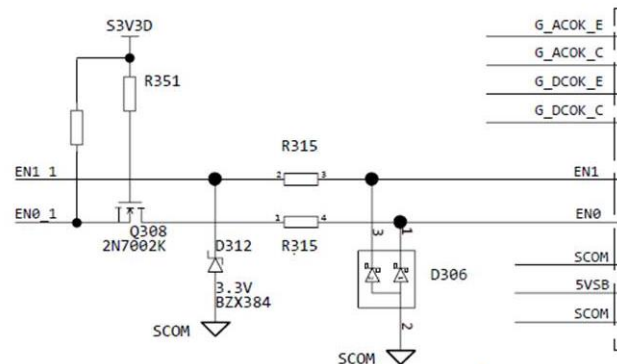 S3V3D
R351
G_ACOK_E
G_ACOK_C
G_DCOK_E
G_DCOK_C
R315
EN1_1
2
3
EN1
EN0_1
1
4
EN0
Q308
2N7002K
D312
R315
3
1
D306
3.3V
BZX384
SCOM
5VSB
SCOM
SCOM
2
SCOM